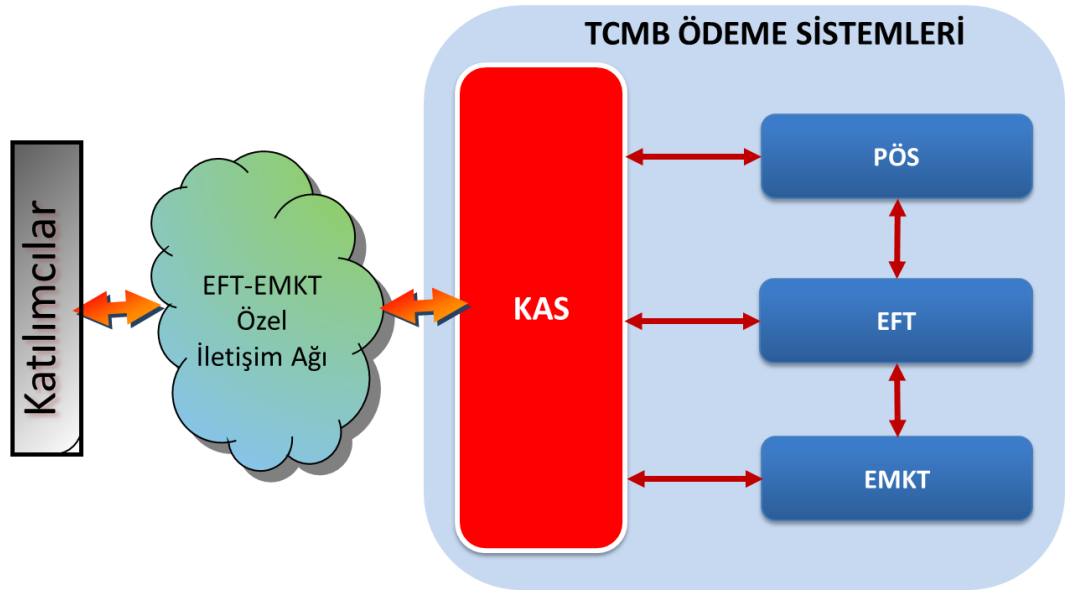 TCMB ÖDEME SİSTEMLERİ
Katılımcılar
EFT-EMKT
Özel
İletişim Ağı
KAS
PÖS
EFT
EMKT